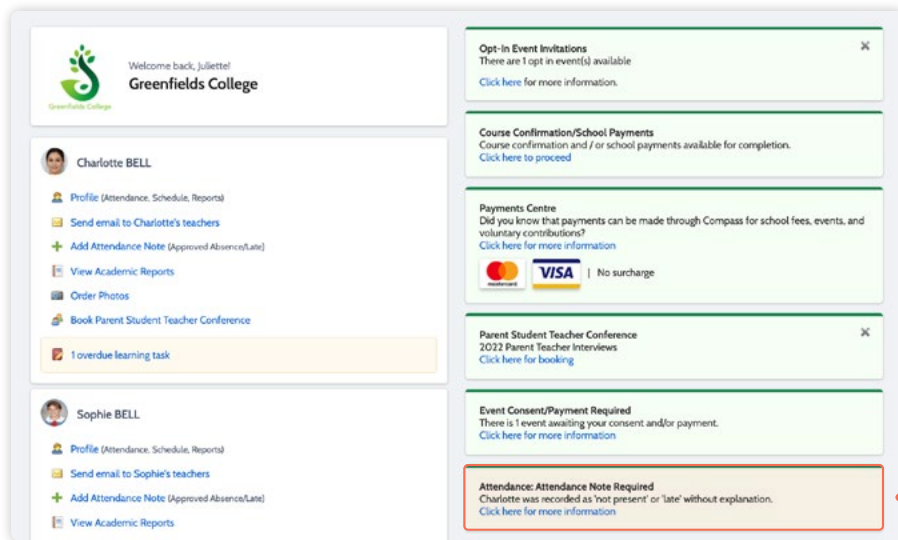 Welcome back, Juliette!
Greenfields College
Greenfields College
Charlotte BELL
Profile (Attendance, Schedule, Reports)
Send email to Charlotte's teachers
Add Attendance Note (Approved Absence/Late)
View Academic Reports
Order Photos
Book Parent Student Teacher Conference
1 overdue learning task
Sophie BELL
Profile (Attendance, Schedule, Reports)
Send email to Sophie's teachers
Add Attendance Note (Approved Absence/Late)
View Academic Reports
Opt-In Event Invitations
There are 1 opt in event(s) available
Click here for more information.
Course Confirmation/School Payments
Course confirmation and / or school payments available for completion.
Click here to proceed
Payments Centre
Did you know that payments can be made through Compass for school fees, events, and
voluntary contributions?
Click here for more information
mastercard VISA | No surcharge
Parent Student Teacher Conference
2022 Parent Teacher Interviews
Click here for booking
Event Consent/Payment Required
There is 1 event awaiting your consent and/or payment.
Click here for more information
Attendance: Attendance Note Required
Charlotte was recorded as 'not present' or 'late' without explanation.
Click here for more information